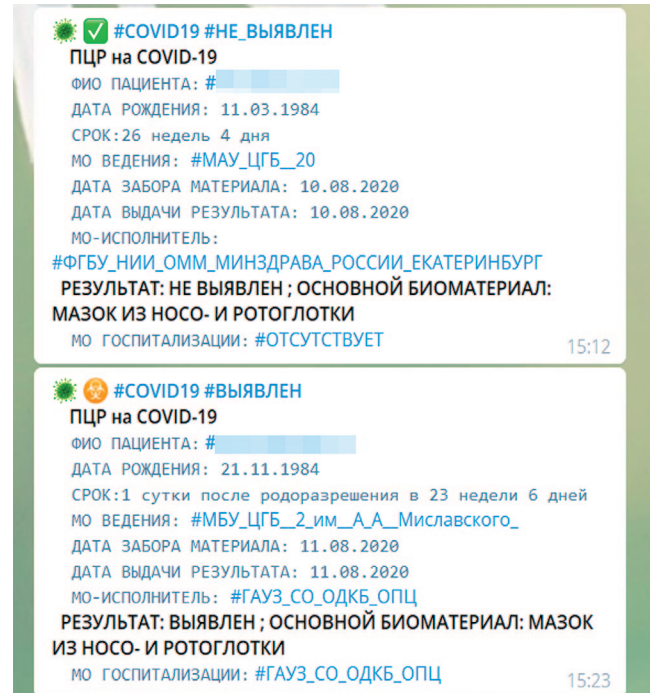 #COVID19 #НЕ_ВЫЯВЛЕН
ПЦР на COVID-19
ФИО ПАЦИЕНТА: #
ДАТА РОЖДЕНИЯ: 11.03.1984
СРОК:26 недель 4 дня
МО ВЕДЕНИЯ: #МАУ_ЦГБ__20
ДАТА ЗАБОРА МАТЕРИАЛА: 10.08.2020
ДАТА ВЫДАЧИ РЕЗУЛЬТАТА: 10.08.2020
МО-ИСПОЛНИТЕЛЬ:
#ФГБУ_НИИ_ОММ_МИНЗДРАВА_РОССИИ_ЕКАТЕРИНБУРГ
РЕЗУЛЬТАТ: НЕ ВЫЯВЛЕН ; ОСНОВНОЙ БИОМАТЕРИАЛ:
МАЗОК ИЗ НОСО- И РОТОГЛОТКИ
МО ГОСПИТАЛИЗАЦИИ: #ОТСУТСТВУЕТ
15:12
#COVID19 #ВЫЯВЛЕН
ПЦР на COVID-19
ФИО ПАЦИЕНТА: #
ДАТА РОЖДЕНИЯ: 21.11.1984
СРОК:1 сутки после родоразрешения в 23 недели 6 дней
МО ВЕДЕНИЯ: #МБУ_ЦГБ__2_им__А_А__Миславского_
ДАТА ЗАБОРА МАТЕРИАЛА: 11.08.2020
ДАТА ВЫДАЧИ РЕЗУЛЬТАТА: 11.08.2020
МО-ИСПОЛНИТЕЛЬ: #ГАУЗ_СО_ОДКБ_ОПЦ
РЕЗУЛЬТАТ: ВЫЯВЛЕН ; ОСНОВНОЙ БИОМАТЕРИАЛ: МАЗОК
ИЗ НОСО- И РОТОГЛОТКИ
МО ГОСПИТАЛИЗАЦИИ: #ГАУЗ_СО_ОДКБ_ОПЦ
15:23